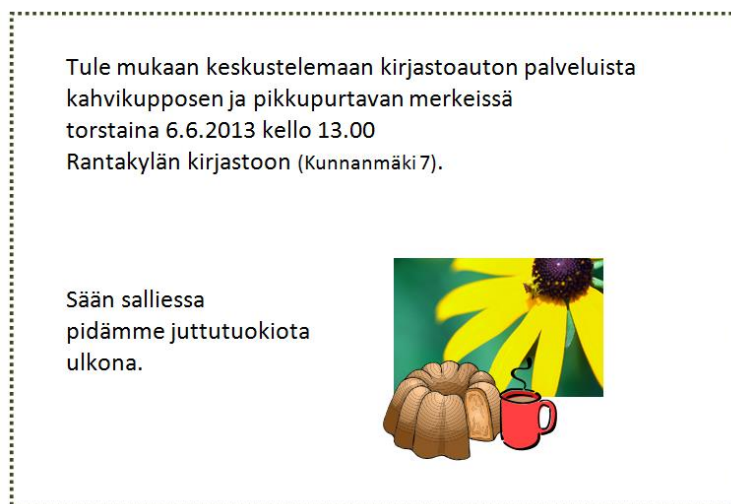 Tule mukaan keskustelemaan kirjastoauton palveluista
kahvikupposen ja pikkupurtavan merkeissä
torstaina 6.6.2013 kello 13.00
Rantakylän kirjastoon (Kunnanmäki 7).
Sään salliessa
pidämme juttutuokiota
ulkona.